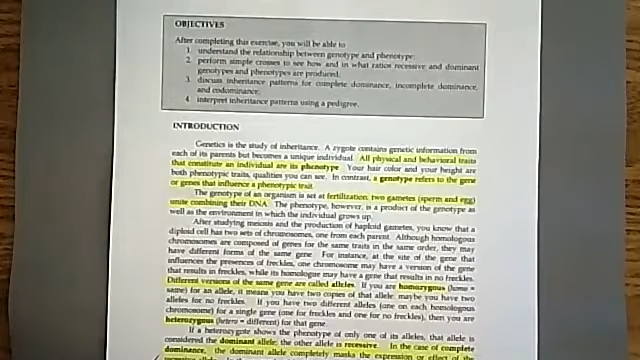 OBJECTIVES
After completing this exercise, you will be able to
1. understand the relationship between genotype and phenotype;
2. perform simple crosses to see how and in what ratios recessive and dominant
genotypes and phenotypes are produced;
3. discuss inheritance patterns for complete dominance, incomplete dominance,
and codominance;
4. interpret inheritance patterns using a pedigree.
INTRODUCTION
Genetics is the study of inheritance. A zygote contains genetic information from
each of its parents but becomes a unique individual. All physical and behavioral traits
that constitute an individual are its phenotype. Your hair color and your height are
both phenotypic traits, qualities you can see. In contrast, a genotype refers to the gene
or genes that influence a phenotypic trait.
The genotype of an organism is set at fertilization, two gametes (sperm and egg)
unite combining their DNA. The phenotype, however, is a product of the genotype as
well as the environment in which the individual grows up.
After studying meiosis and the production of haploid gametes, you know that a
diploid cell has two sets of chromosomes, one from each parent. Although homologous
chromosomes are composed of genes for the same traits in the same order, they may
have different forms of the same gene. For instance, at the site of the gene that
influences the presence of freckles, one chromosome may have a version of the gene
that results in freckles, while its homologue may have a gene that results in no freckles.
Different versions of the same gene are called alleles. If you are homozygous (homo =
same) for an allele, it means you have two copies of that allele; maybe you have two
alleles for no freckles. If you have two different alleles (one on each homologous
chromosome) for a single gene (one for freckles and one for no freckles), then you are
heterozygous (hetero = different) for that gene.
If a heterozygote shows the phenotype of only one of its alleles, that allele is
considered the dominant allele; the other allele is recessive. In the case of complete
dominance, the dominant allele completely masks the expression or effect of the